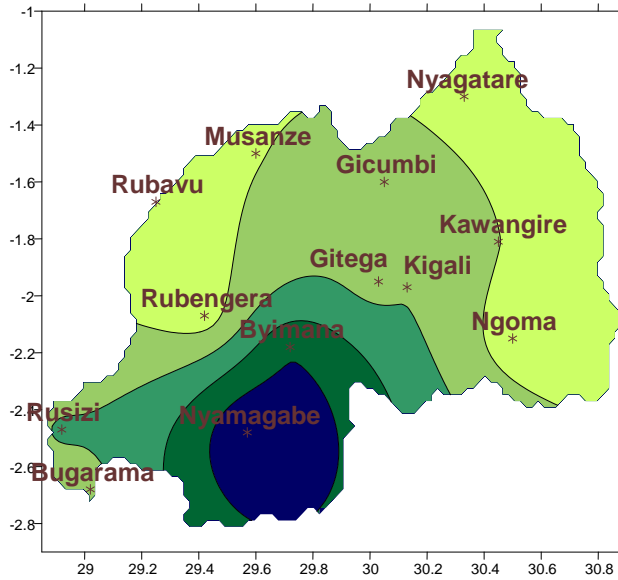 -1
-1.2
Nyagatare
-1.4
Musanze
Gicumbi
-1.6
Rubavu
-1.8
Kawangire
Gitega Kigali
-2
Rubengera
Ngoma
Byimana
-2.2
Rusizi
Nyamagabe
Bugarama
-2.8
29 29.2 29.4 29.6 29.8 30 30.2 30.4 30.6 30.8